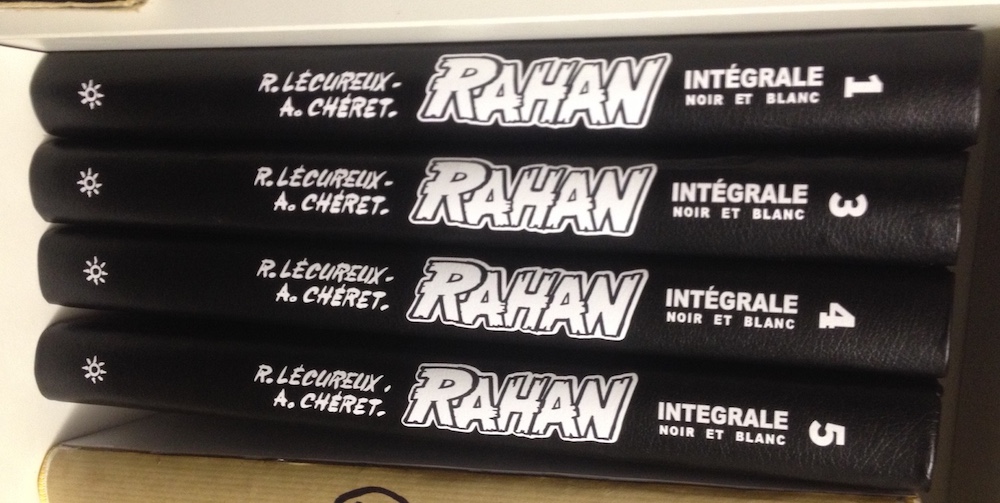 R. LÉCUREUX -
A. CHÉRET.
RAHAN
INTÉGRALE
NOIR ET BLANC
1
R. LÉCUREUX -
A. CHÉRET.
RAHAN
INTÉGRALE
NOIR ET BLANC
3
R. LÉCUREUX -
A. CHÉRET.
RAHAN
INTÉGRALE
NOIR ET BLANC
4
R. LÉCUREUX .
A. CHÉRET.
RAHAN
INTEGRALE
NOIR ET BLANC
5